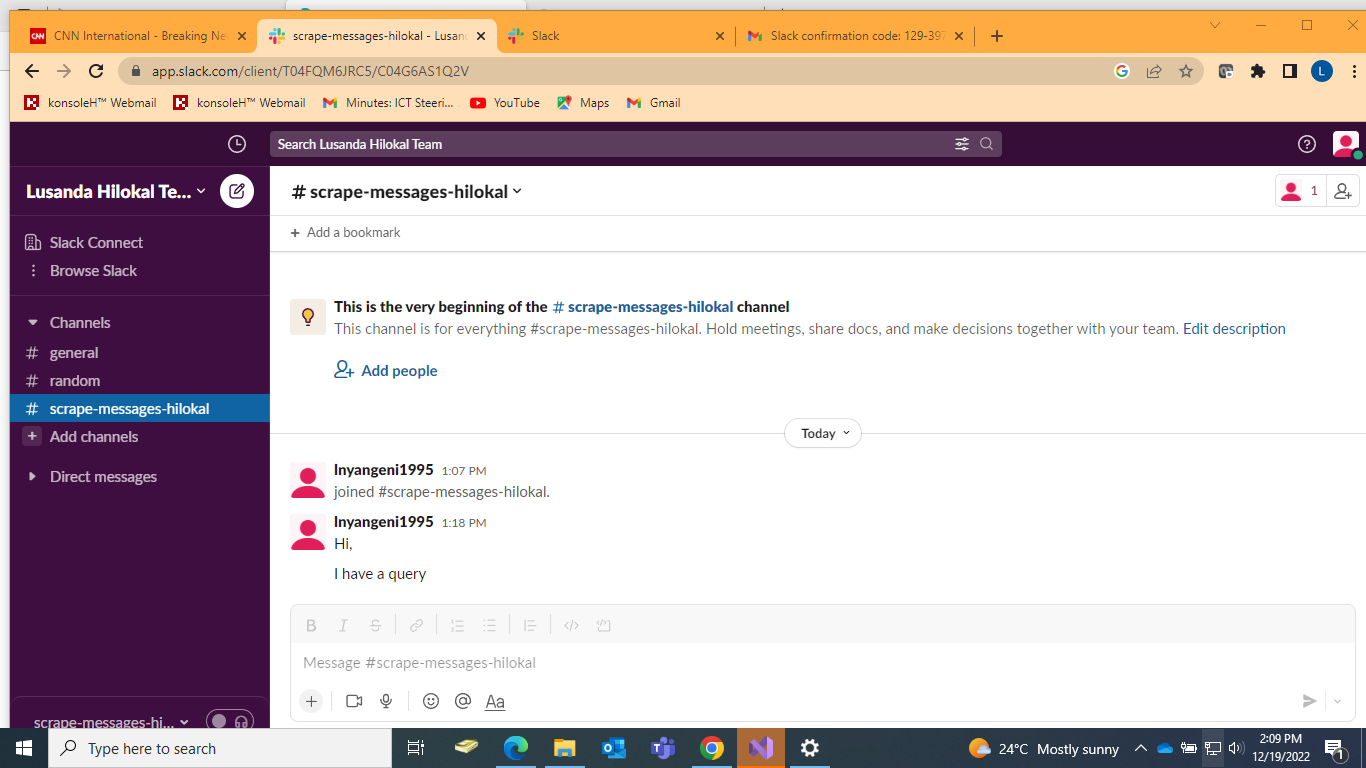 CNN International - Breaking Ne
scrape-messages-hilokal - Lusan
Slack
Slack confirmation code: 129-397
app.slack.com/client/T04FQM6JRC5/C04G6AS1Q2V
L
konsoleH™ Webmail
konsoleH™ Webmail
Minutes: ICT Steeri...
YouTube
Maps
Gmail
Search Lusanda Hilokal Team
Lusanda Hilokal Te...
# scrape-messages-hilokal
1
+ Add a bookmark
Slack Connect
Browse Slack
Channels
# general
# random
# scrape-messages-hilokal
+ Add channels
Direct messages
This is the very beginning of the # scrape-messages-hilokal channel
This channel is for everything #scrape-messages-hilokal. Hold meetings, share docs, and make decisions together with your team. Edit description
Add people
Today
lnyangeni1995 1:07 PM
joined #scrape-messages-hilokal.
lnyangeni1995 1:18 PM
Hi,
I have a query
Message #scrape-messages-hilokal
Aa
scrape-messages-hi...
Type here to search
24°C Mostly sunny
2:09 PM
12/19/2022
1